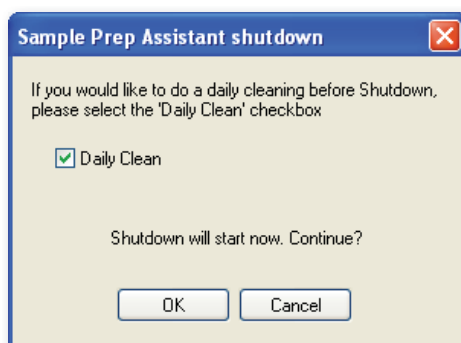 Sample Prep Assistant shutdown
If you would like to do a daily cleaning before Shutdown,
please select the 'Daily Clean' checkbox
Daily Clean
Shutdown will start now. Continue?
OK
Cancel